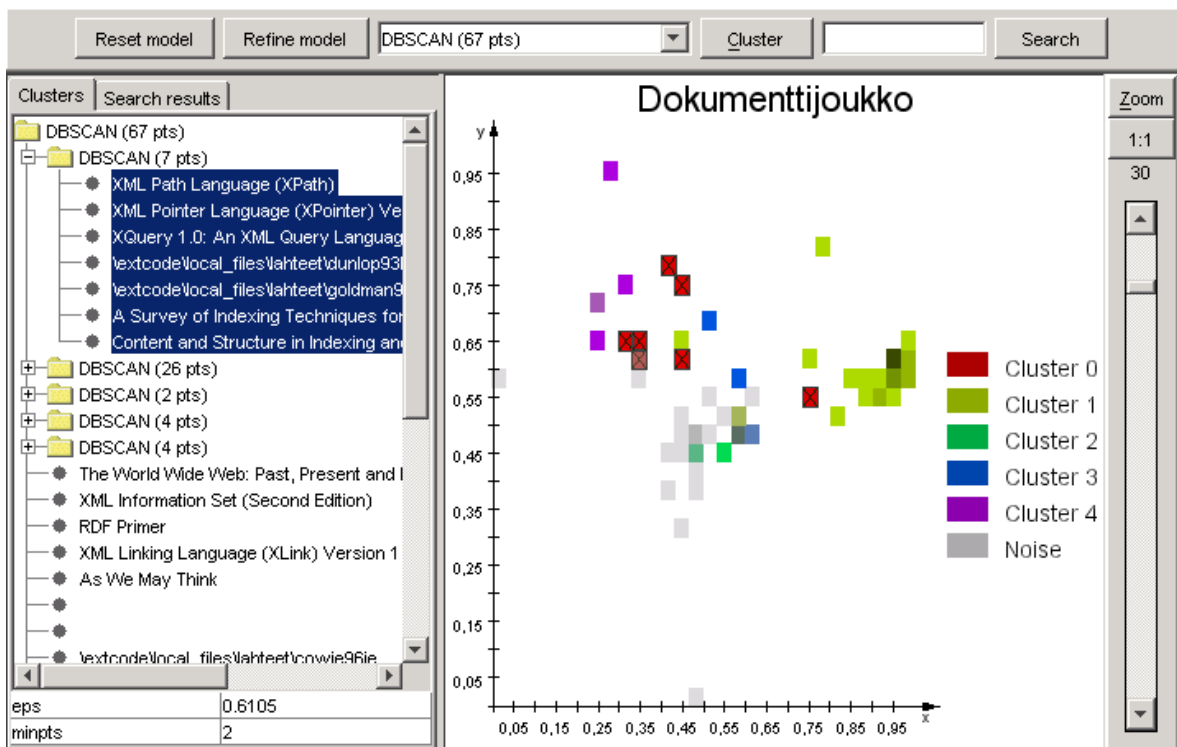 Reset model Refine model DBSCAN (67 pts) Cluster Search
Clusters Search results
DBSCAN (67 pts)
DBSCAN (7 pts)
XML Path Language (XPath)
XML Pointer Language (XPointer) Ve
XQuery 1.0: An XML Query Languag
\extcode\local_files\lahteet\dunlop93
\extcode\local_files\lahteet\goldman9
A Survey of Indexing Techniques for
Content and Structure in Indexing an
DBSCAN (26 pts)
DBSCAN (2 pts)
DBSCAN (4 pts)
DBSCAN (4 pts)
The World Wide Web: Past, Present and
XML Information Set (Second Edition)
RDF Primer
XML Linking Language (XLink) Version 1
As We May Think
\extcode\local_files\lahteet\cowie96ie
eps 0.6105
minpts 2
Dokumenttijoukko
y
0,95
0,85
0,75
0,65
0,55
0,45
0,35
0,25
0,15
0,05
0,05 0,15 0,25 0,35 0,45 0,55 0,65 0,75 0,85 0,95
x
Cluster 0
Cluster 1
Cluster 2
Cluster 3
Cluster 4
Noise
Zoom
1:1
30